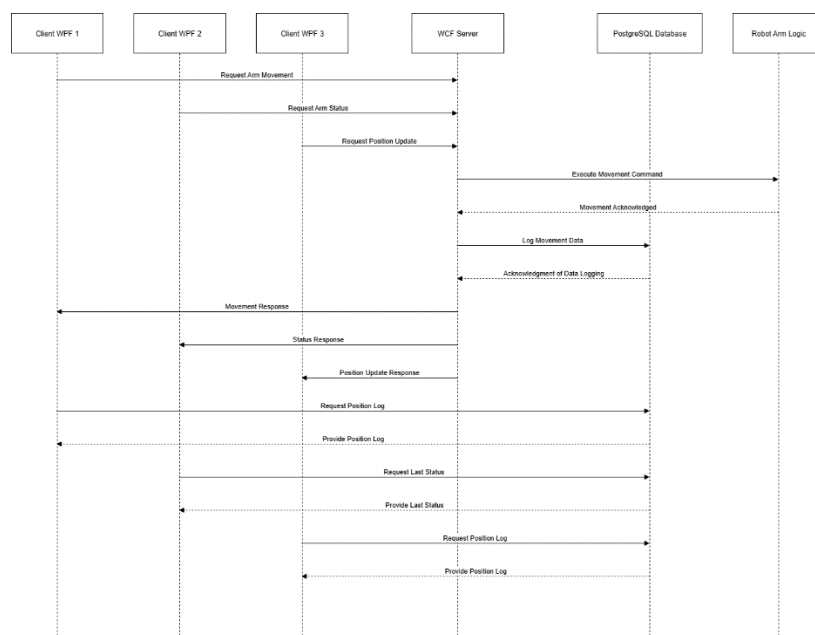 Client WPF 1
Client WPF 2
Client WPF 3
WCF Server
PostgreSQL Database
Robot Arm Logic
Request Arm Movement
Request Arm Status
Request Position Update
Execute Movement Command
Movement Acknowledged
Log Movement Data
Acknowledgment of Data Logging
Movement Response
Status Response
Position Update Response
Request Position Log
Provide Position Log
Request Last Status
Provide Last Status
Request Position Log
Provide Position Log